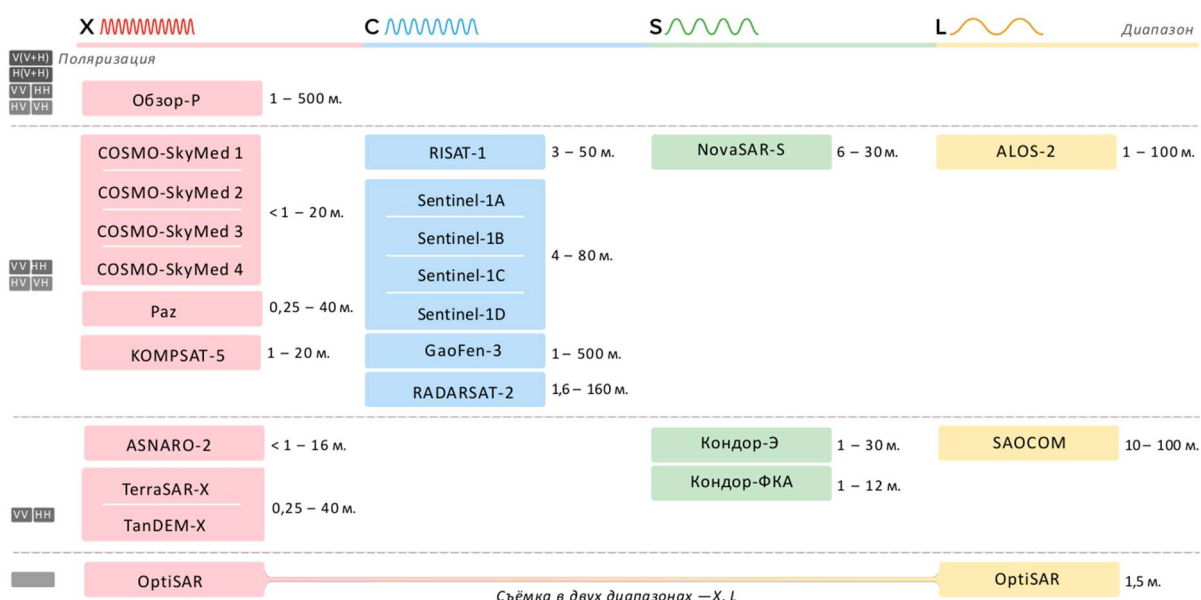 X C S L Диапазон
V(V+H) Поляризация
H(V+H)
VV HH
HV VH
Обзор-Р 1 – 500 м.
COSMO-SkyMed 1 RISAT-1 3 – 50 м. NovaSAR-S 6 – 30 м. ALOS-2 1 – 100 м.
COSMO-SkyMed 2 Sentinel-1A
< 1 – 20 м.
COSMO-SkyMed 3 Sentinel-1B
4 – 80 м.
VV HH
HV VH
COSMO-SkyMed 4 Sentinel-1C
Paz 0,25 – 40 м. Sentinel-1D
KOMPSAT-5 1 – 20 м. GaoFen-3 1 – 500 м.
RADARSAT-2 1,6 – 160 м.
ASNARO-2 < 1 – 16 м. Кондор-Э 1 – 30 м. SAOCOM 10 – 100 м.
TerraSAR-X Кондор-ФКА 1 – 12 м.
0,25 – 40 м.
VV HH
TanDEM-X
OptiSAR OptiSAR 1,5 м.
Съёмка в двух диапазонах — X, L